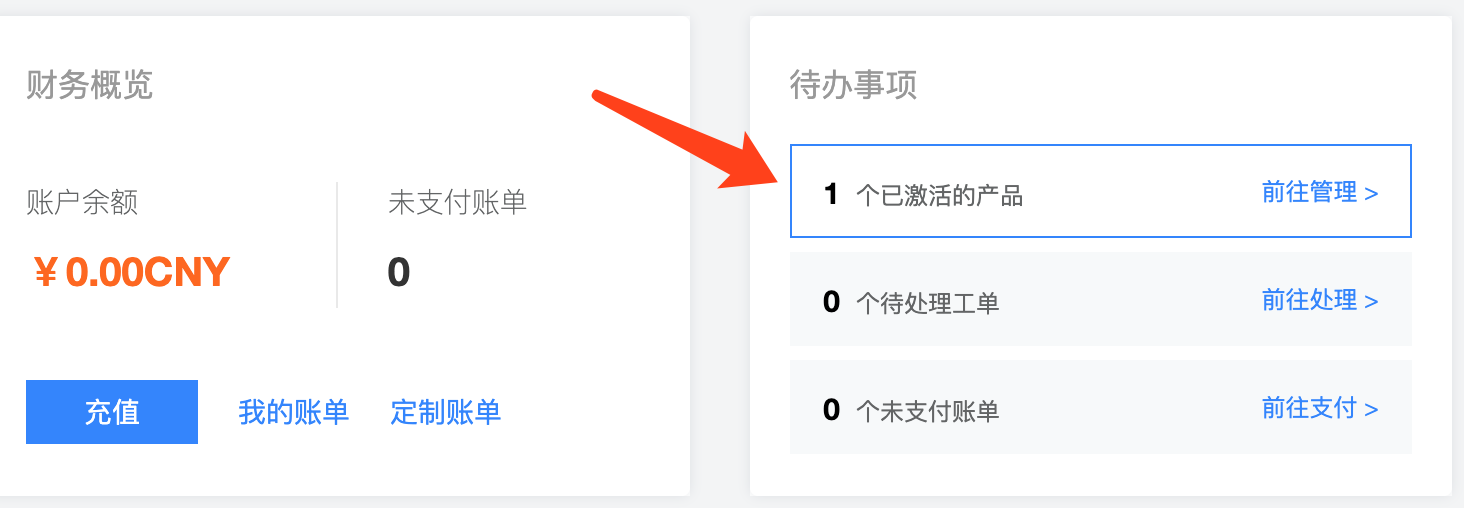 财务概览
账户余额
未支付账单
¥ 0.00CNY
0
充值
我的账单
定制账单
待办事项
1 个已激活的产品
前往管理 >
0 个待处理工单
前往处理 >
0 个未支付账单
前往支付 >